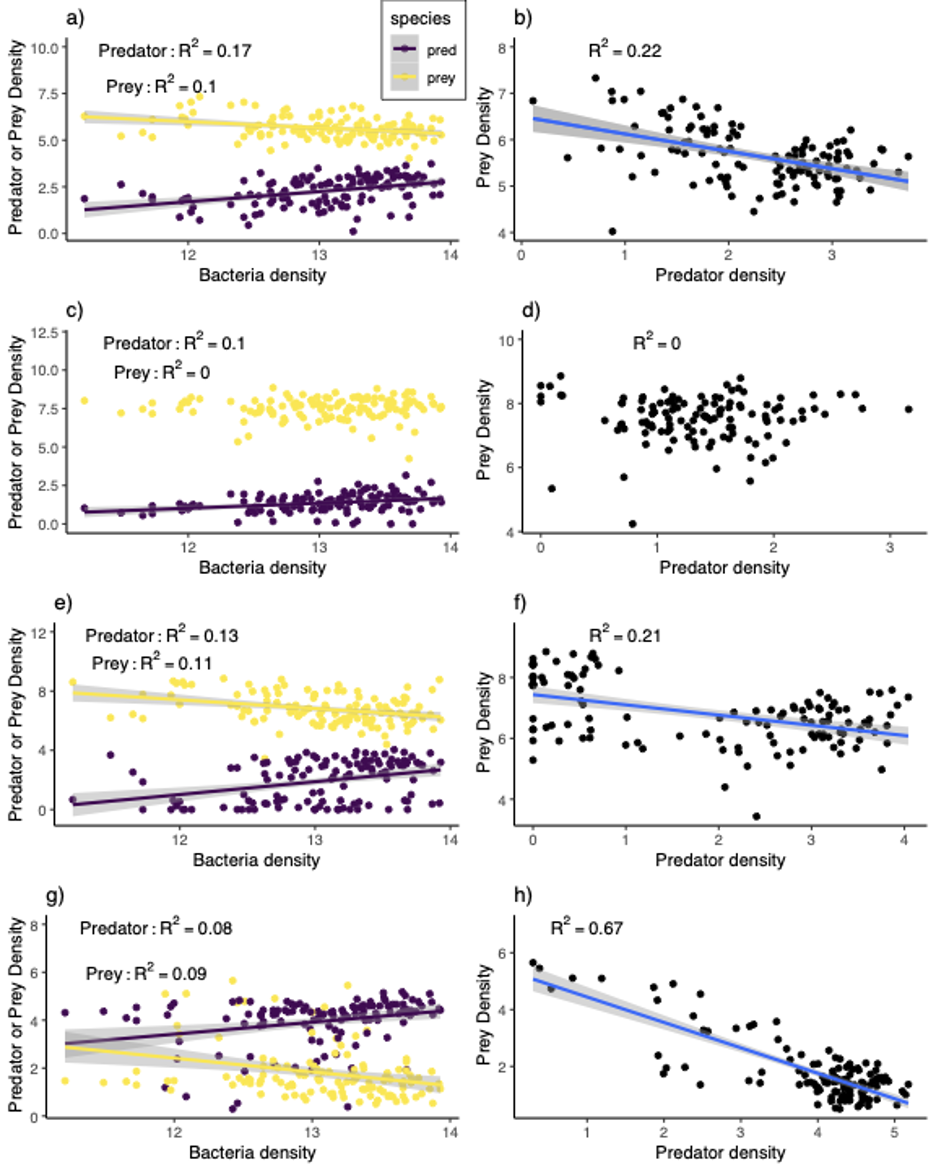 a)
species
pred
prey
Predator : R² = 0.17
Prey : R² = 0.1
10.0
7.5
5.0
2.5
0.0
Predator or Prey Density
12
13
14
Bacteria density
b)
R² = 0.22
8
7
6
5
4
Prey Density
0
1
2
3
Predator density
c)
Predator : R² = 0.1
Prey : R² = 0
12.5
10.0
7.5
5.0
2.5
0.0
Predator or Prey Density
12
13
14
Bacteria density
d)
R² = 0
10
8
6
4
Prey Density
0
1
2
3
Predator density
e)
Predator : R² = 0.13
Prey : R² = 0.11
12
8
4
0
Predator or Prey Density
12
13
14
Bacteria density
f)
R² = 0.21
8
6
4
Prey Density
0
1
2
3
4
Predator density
g)
Predator : R² = 0.08
Prey : R² = 0.09
8
6
4
2
0
Predator or Prey Density
12
13
14
Bacteria density
h)
R² = 0.67
6
4
2
Prey Density
1
2
3
4
5
Predator density